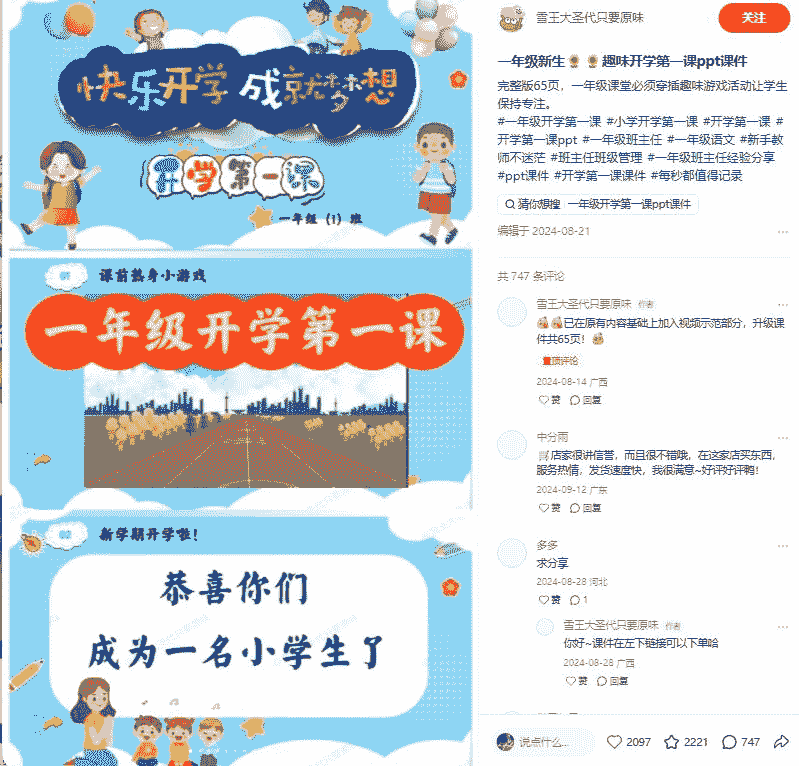 快乐开学 成就梦想
开学第一课
一年级（1）班
01 课前热身小游戏
一年级开学第一课
02 新学期开学啦！
恭喜你们
成为一名小学生了
雪王大圣代只要原味
关注
一年级新生🌻🌻趣味开学第一课ppt课件
完整版65页，一年级课堂必须穿插趣味游戏活动让学生
保持专注。
#一年级开学第一课 #小学开学第一课 #开学第一课 #
开学第一课ppt #一年级班主任 #一年级语文 #新手教
师不迷茫 #班主任班级管理 #一年级班主任经验分享
#ppt课件 #开学第一课课件 #每秒都值得记录
猜你想搜 一年级开学第一课ppt课件
编辑于 2024-08-21
共 747 条评论
雪王大圣代只要原味 作者
已在原有内容基础上加入视频示范部分，升级课
件共65页！
置顶评论
2024-08-14 广西
赞 回复
中分雨
店家很讲信誉，而且很不错哦，在这家店买东西，
服务热情，发货速度快，我很满意~好评好评鸭！
2024-09-12 广东
赞 回复
多多
求分享
2024-08-28 河北
赞 1
雪王大圣代只要原味 作者
你好~课件在左下链接可以下单哈
2024-08-28 广西
赞 回复
说点什么...
2097 2221 747